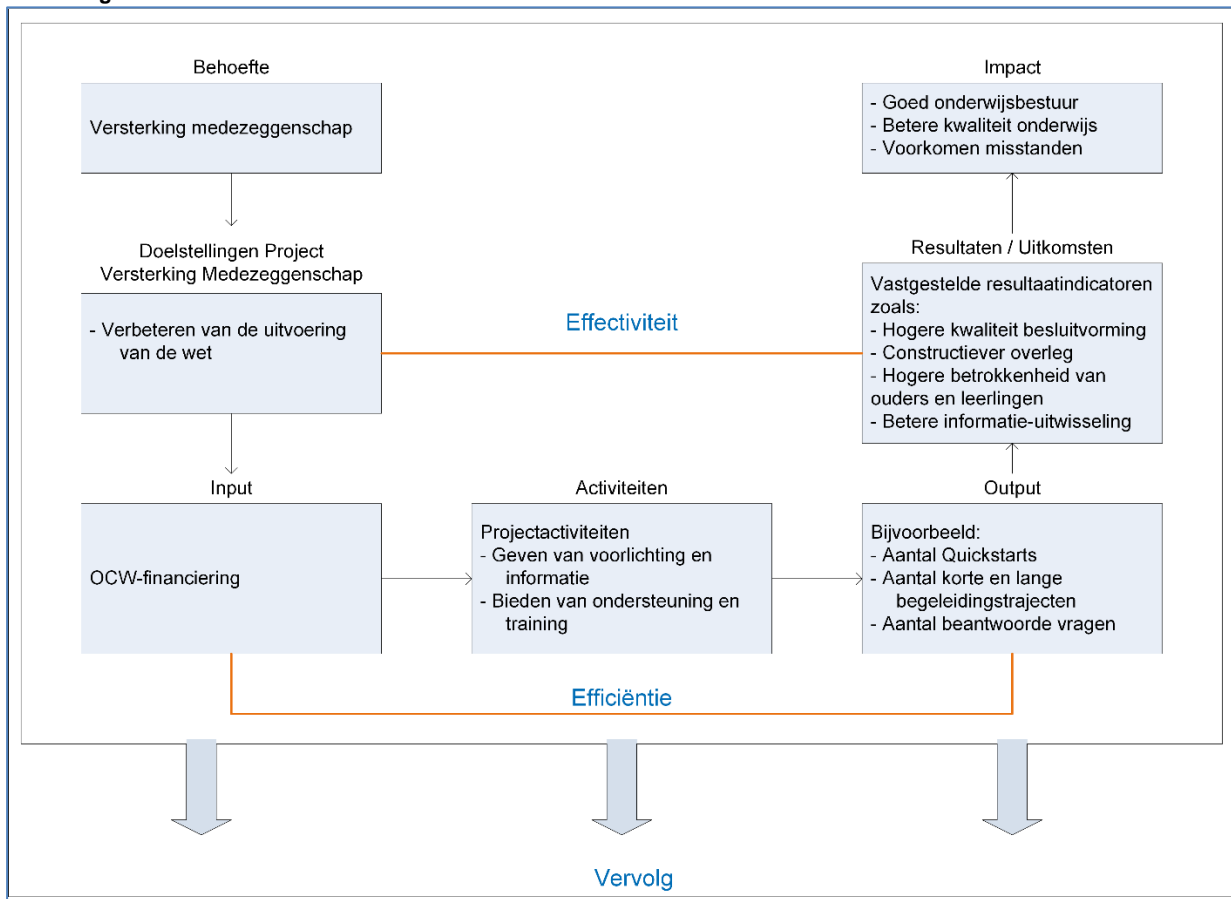 Behoefte
Versterking medezeggenschap
Doelstellingen Project
Versterking Medezeggenschap
- Verbeteren van de uitvoering
van de wet
Input
OCW-financiering
Activiteiten
Projectactiviteiten
- Geven van voorlichting en
informatie
- Bieden van ondersteuning en
training
Output
Bijvoorbeeld:
- Aantal Quickstarts
- Aantal korte en lange
begeleidingstrajecten
- Aantal beantwoorde vragen
Resultaten / Uitkomsten
Vastgestelde resultaatindicatoren
zoals:
- Hogere kwaliteit besluitvorming
- Constructiever overleg
- Hogere betrokkenheid van
ouders en leerlingen
- Betere informatie-uitwisseling
Impact
- Goed onderwijsbestuur
- Betere kwaliteit onderwijs
- Voorkomen misstanden
Effectiviteit
Efficiëntie
Vervolg